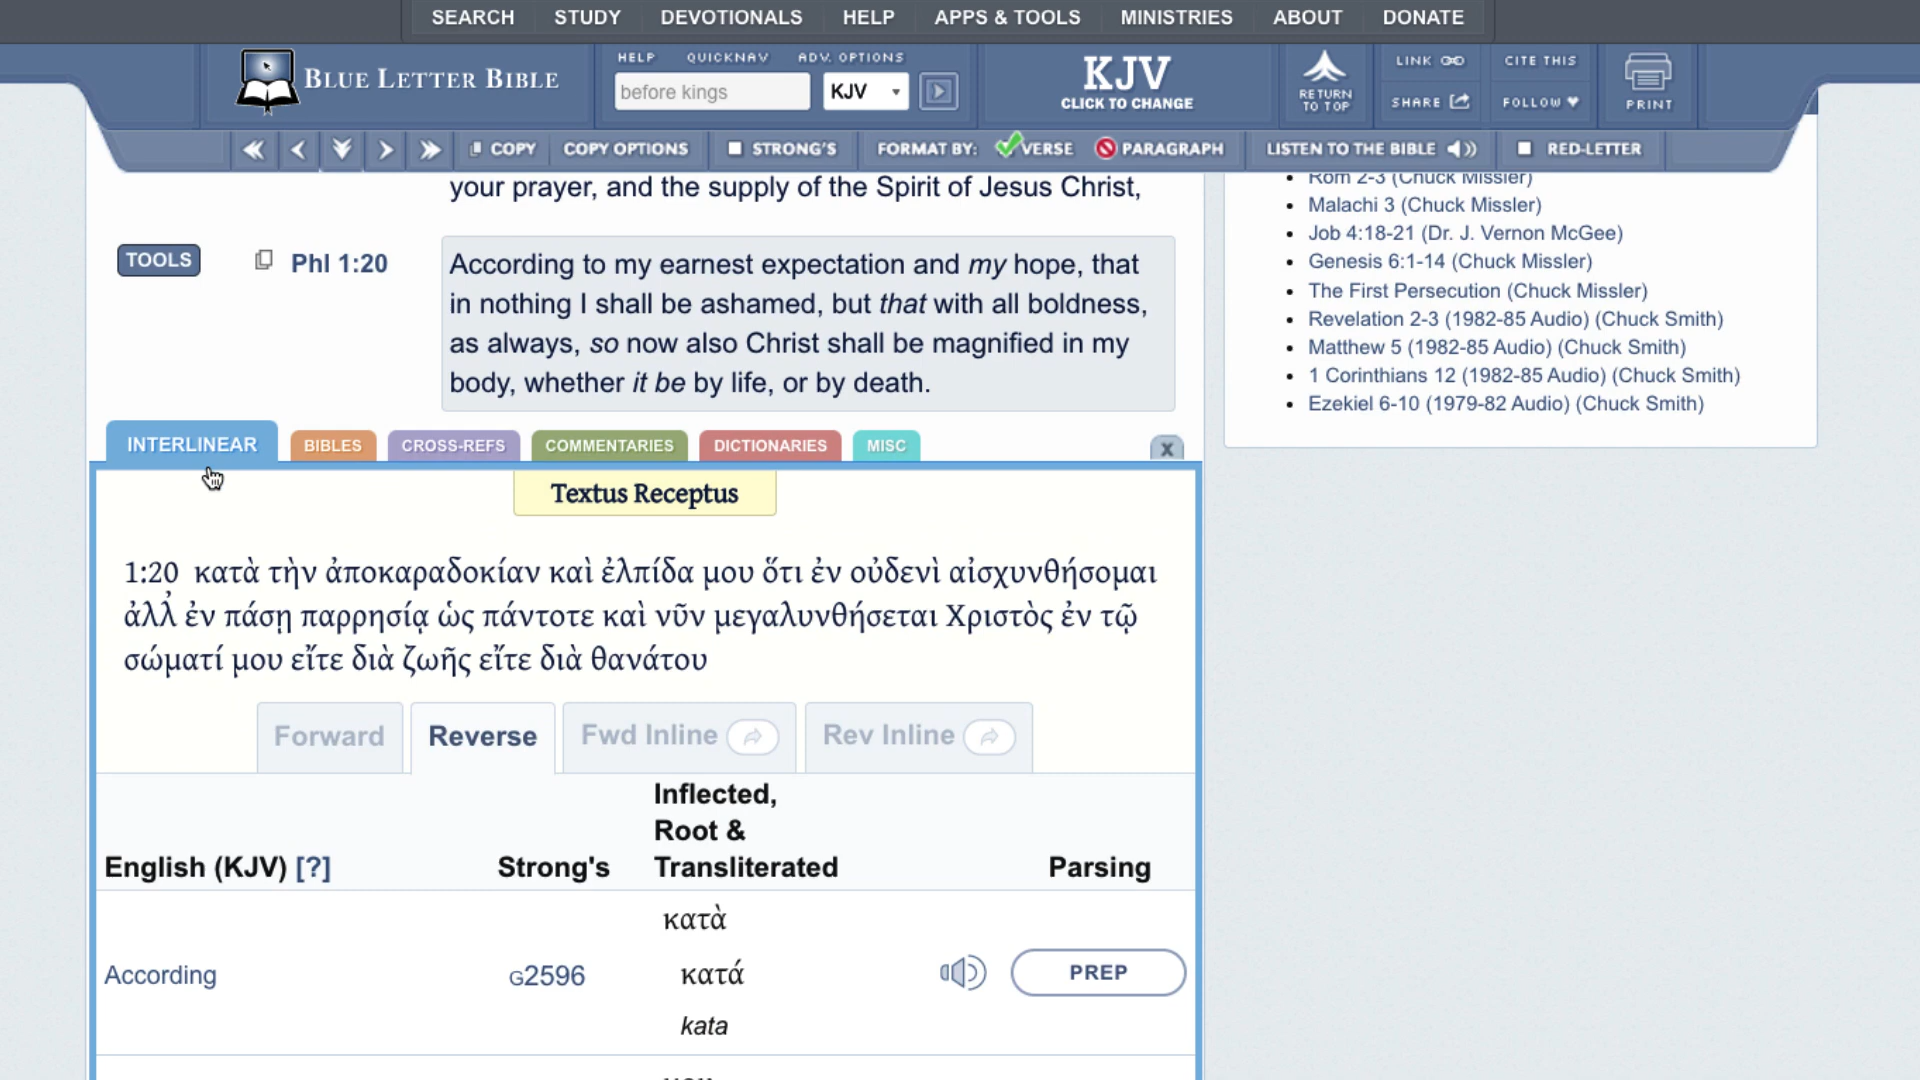 SEARCH STUDY DEVOTIONALS HELP APPS & TOOLS MINISTRIES ABOUT DONATE
BLUE LETTER BIBLE
HELP QUICKNAV ADV. OPTIONS
before kings KJV
KJV
CLICK TO CHANGE
RETURN
TO TOP
LINK
SHARE
CITE THIS
FOLLOW
PRINT
COPY COPY OPTIONS STRONG'S FORMAT BY: VERSE PARAGRAPH LISTEN TO THE BIBLE RED-LETTER
your prayer, and the supply of the Spirit of Jesus Christ,
TOOLS Phl 1:20
According to my earnest expectation and my hope, that
in nothing I shall be ashamed, but that with all boldness,
as always, so now also Christ shall be magnified in my
body, whether it be by life, or by death.
INTERLINEAR BIBLES CROSS-REFS COMMENTARIES DICTIONARIES MISC X
Textus Receptus
1:20 κατὰ τὴν ἀποκαραδοκίαν καὶ ἐλπίδα μου ὅτι ἐν οὐδενὶ αἰσχυνθήσομαι
ἀλλ᾽ ἐν πάσῃ παρρησίᾳ ὡς πάντοτε καὶ νῦν μεγαλυνθήσεται Χριστὸς ἐν τῷ
σώματί μου εἴτε διὰ ζωῆς εἴτε διὰ θανάτου
Forward Reverse Fwd Inline Rev Inline
English (KJV) [?]
Strong's
Inflected,
Root &
Transliterated
Parsing
According
G2596
κατὰ
κατά
kata
PREP
Rom 2-3 (Chuck Missler)
Malachi 3 (Chuck Missler)
Job 4:18-21 (Dr. J. Vernon McGee)
Genesis 6:1-14 (Chuck Missler)
The First Persecution (Chuck Missler)
Revelation 2-3 (1982-85 Audio) (Chuck Smith)
Matthew 5 (1982-85 Audio) (Chuck Smith)
1 Corinthians 12 (1982-85 Audio) (Chuck Smith)
Ezekiel 6-10 (1979-82 Audio) (Chuck Smith)